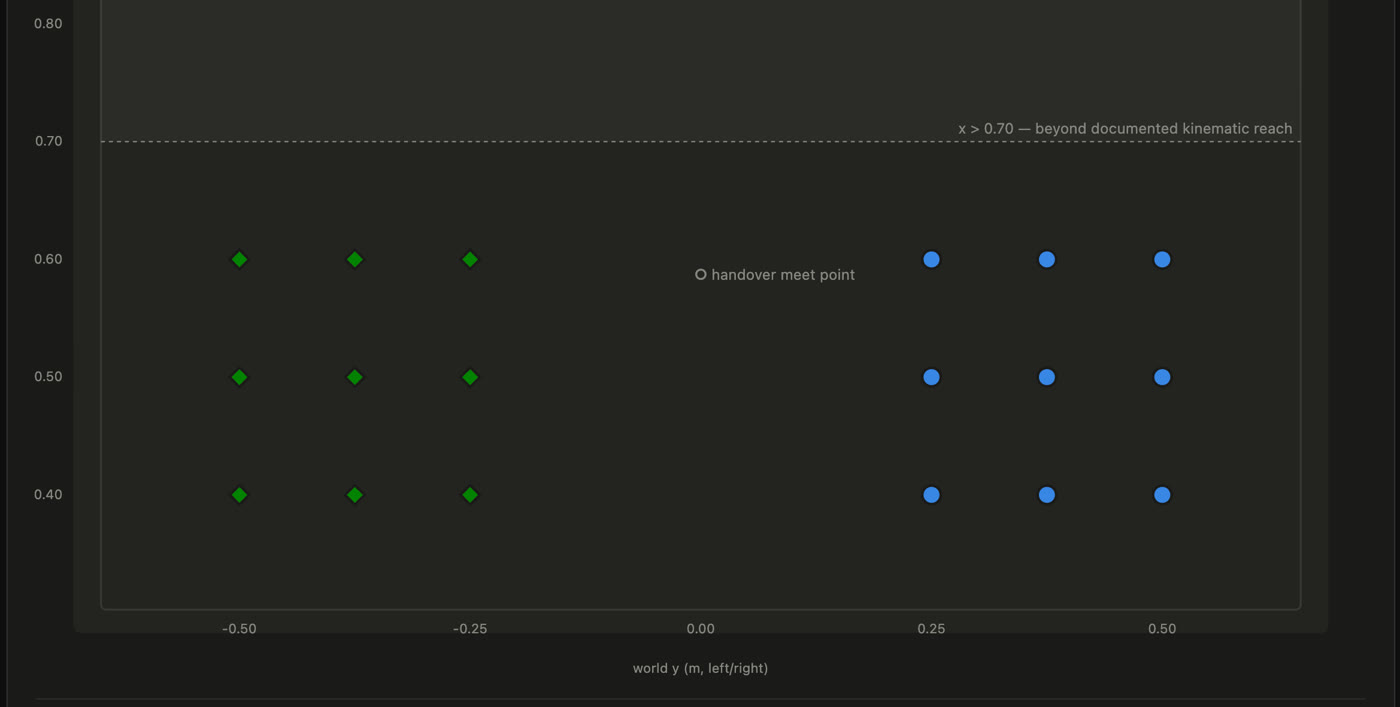 0.80
x > 0.70 — beyond documented kinematic reach
0.70
0.60
handover meet point
0.50
0.40
-0.50 -0.25 0.00 0.25 0.50
world y (m, left/right)